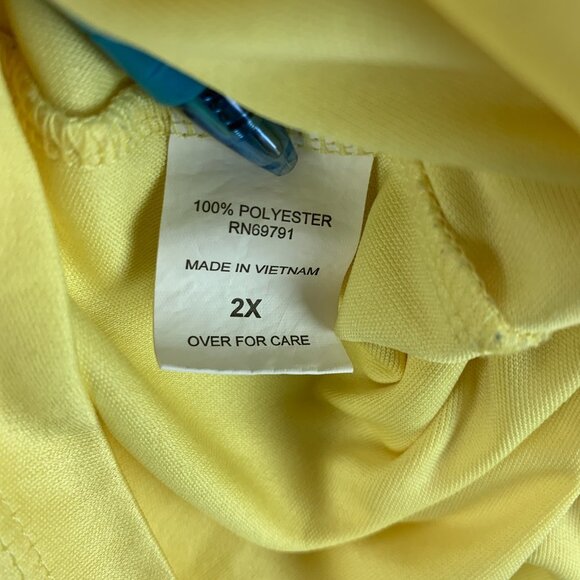 100% POLYESTER
RN69791
MADE IN VIETNAM
2X
OVER FOR CARE